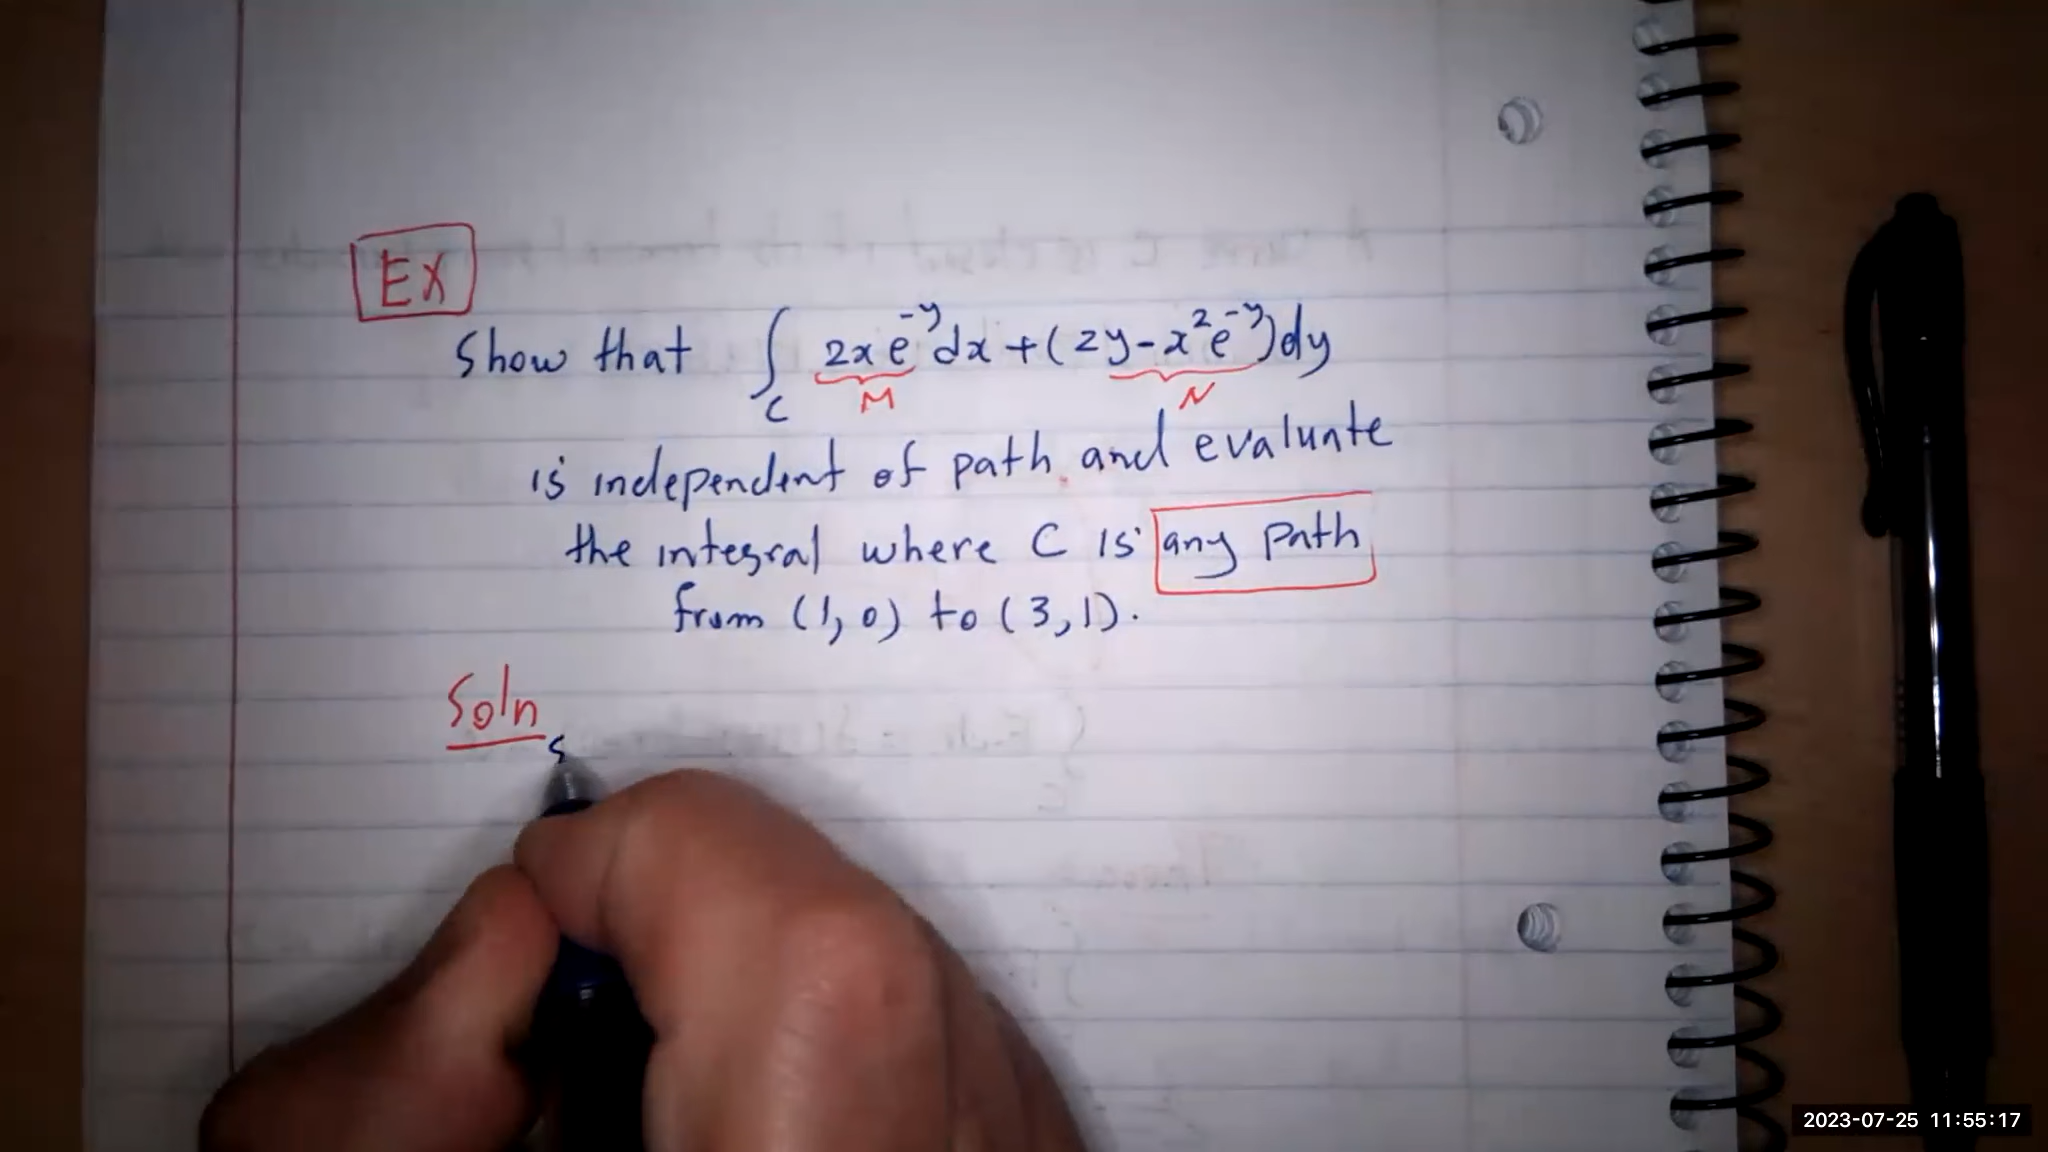 EX
Show that ∫_C 2xe^{-y}dx+(2y-x^2e^{-y})dy
M N
is independent of path and evaluate
the integral where C is any path
from (1,0) to (3,1).
Soln
S
2023-07-25 11:55:17